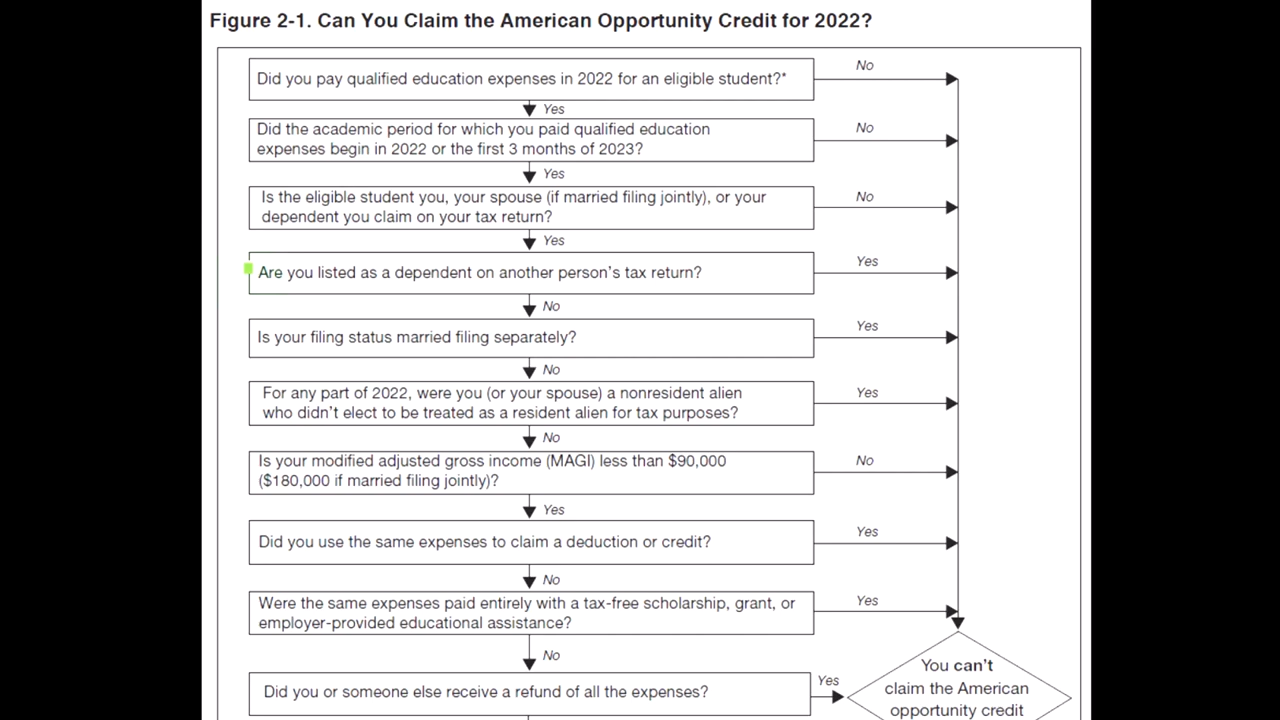 Figure 2-1. Can You Claim the American Opportunity Credit for 2022?
Did you pay qualified education expenses in 2022 for an eligible student?*
No
Yes
Did the academic period for which you paid qualified education
expenses begin in 2022 or the first 3 months of 2023?
No
Yes
Is the eligible student you, your spouse (if married filing jointly), or your
dependent you claim on your tax return?
No
Yes
Are you listed as a dependent on another person's tax return?
Yes
No
Is your filing status married filing separately?
Yes
No
For any part of 2022, were you (or your spouse) a nonresident alien
who didn't elect to be treated as a resident alien for tax purposes?
Yes
No
Is your modified adjusted gross income (MAGI) less than $90,000
($180,000 if married filing jointly)?
No
Yes
Did you use the same expenses to claim a deduction or credit?
Yes
No
Were the same expenses paid entirely with a tax-free scholarship, grant, or
employer-provided educational assistance?
Yes
No
Did you or someone else receive a refund of all the expenses?
Yes
You can't
claim the American
opportunity credit